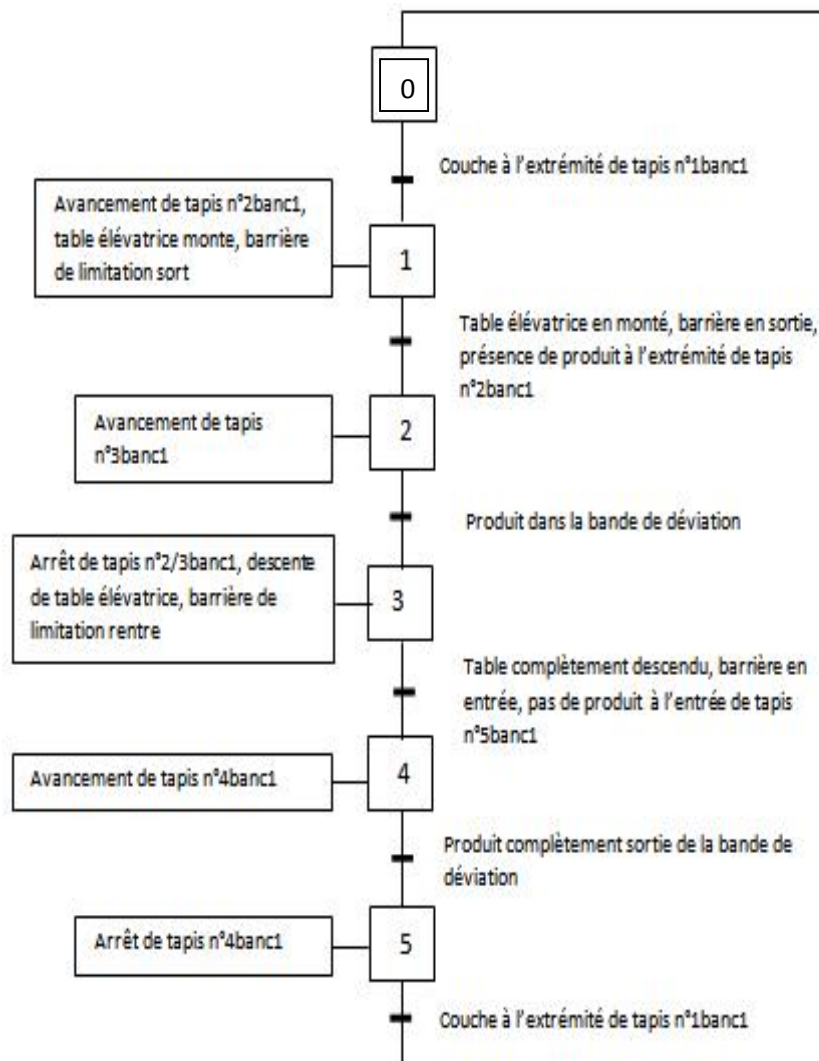 0
Couche à l'extrémité de tapis n°1banc1
Avancement de tapis n°2banc1,
table élévatrice monte, barrière
de limitation sort
1
Table élévatrice en monté, barrière en sortie,
présence de produit à l'extrémité de tapis
n°2banc1
Avancement de tapis
n°3banc1
2
Produit dans la bande de déviation
Arrêt de tapis n°2/3banc1, descente
de table élévatrice, barrière de
limitation rentre
3
Table complètement descendu, barrière en
entrée, pas de produit à l'entrée de tapis
n°5banc1
Avancement de tapis n°4banc1
4
Produit complètement sortie de la bande de
déviation
Arrêt de tapis n°4banc1
5
Couche à l'extrémité de tapis n°1banc1